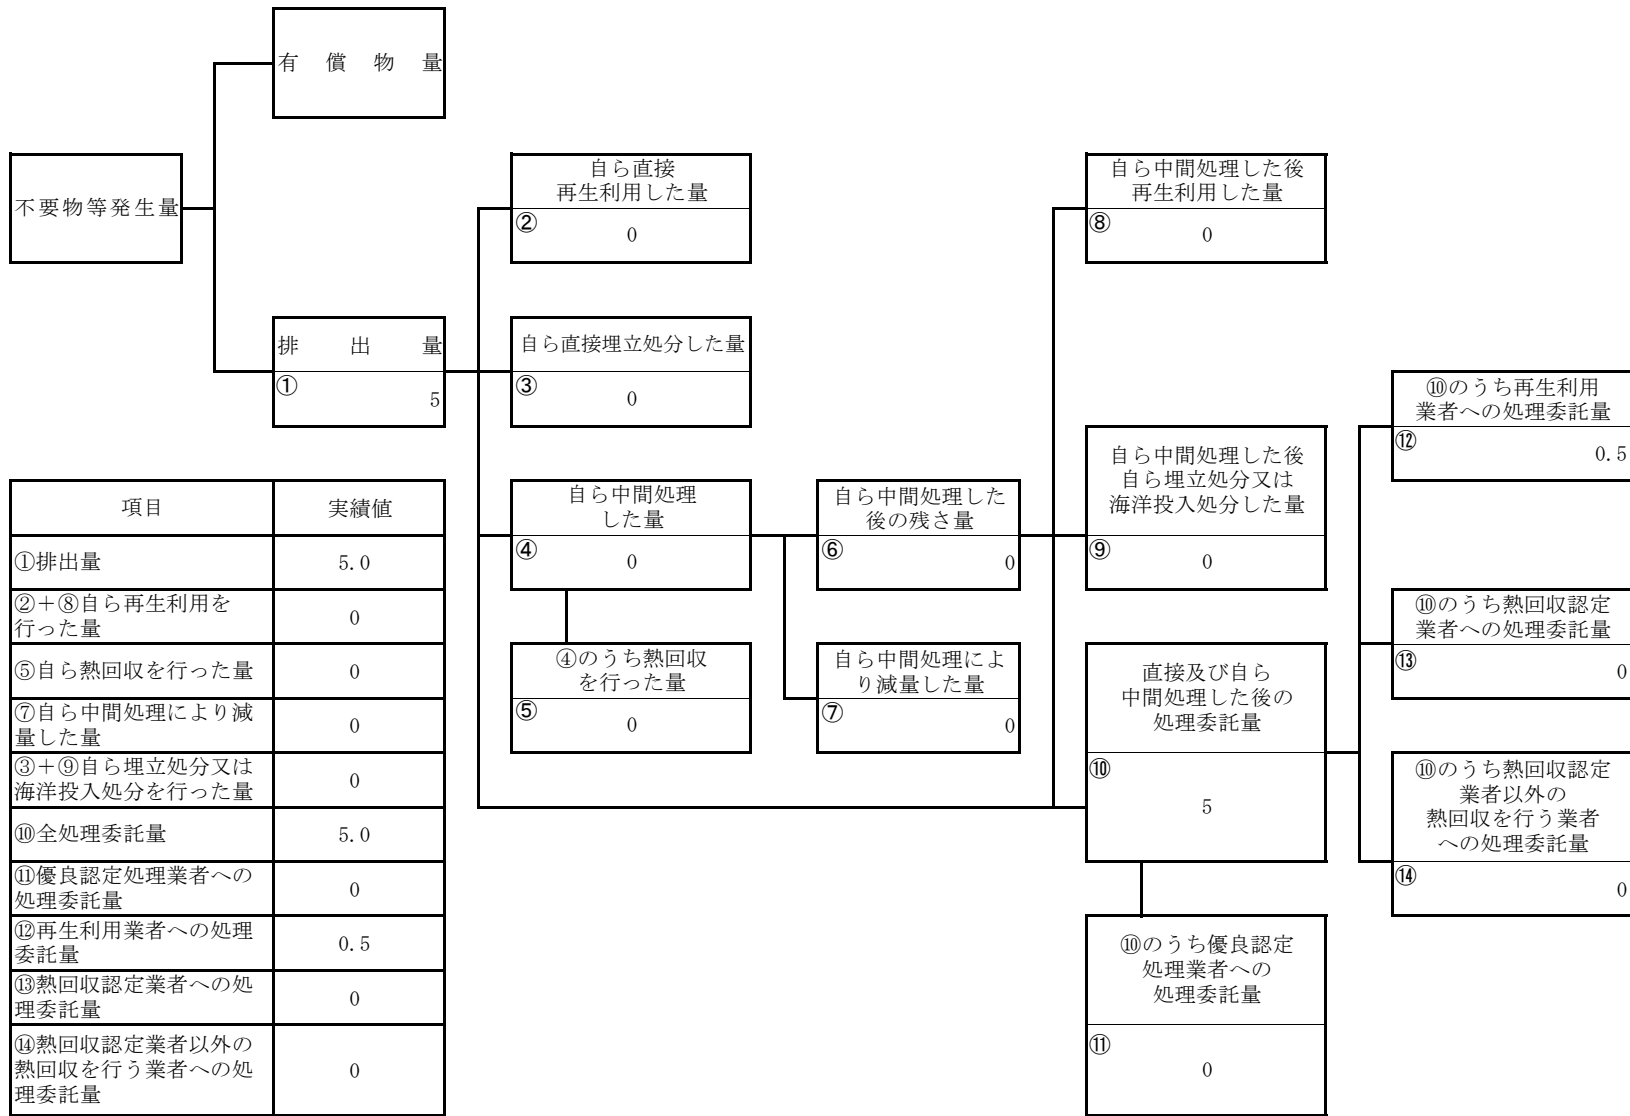 有償物量
不要物等発生量
自ら直接
再生利用した量
②
0
自ら中間処理した後
再生利用した量
⑧
0
排出量
①
5
自ら直接埋立処分した量
③
0
⑩のうち再生利用
業者への処理委託量
⑫
0.5
自ら中間処理した後
自ら埋立処分又は
海洋投入処分した量
⑨
0
自ら中間処理
した量
④
0
自ら中間処理した
後の残さ量
⑥
0
④のうち熱回収
を行った量
⑤
0
自ら中間処理によ
り減量した量
⑦
0
直接及び自ら
中間処理した後の
処理委託量
⑩
5
⑩のうち熱回収認定
業者への処理委託量
⑬
0
⑩のうち熱回収認定
業者以外の
熱回収を行う業者
への処理委託量
⑭
0
⑩のうち優良認定
処理業者への
処理委託量
⑪
0
項目 実績値
①排出量 5.0
②+⑧自ら再生利用を
行った量 0
⑤自ら熱回収を行った量 0
⑦自ら中間処理により減
量した量 0
③+⑨自ら埋立処分又は
海洋投入処分を行った量 0
⑩全処理委託量 5.0
⑪優良認定処理業者への
処理委託量 0
⑫再生利用業者への処理
委託量 0.5
⑬熱回収認定業者への処
理委託量 0
⑭熱回収認定業者以外の
熱回収を行う業者への処
理委託量 0